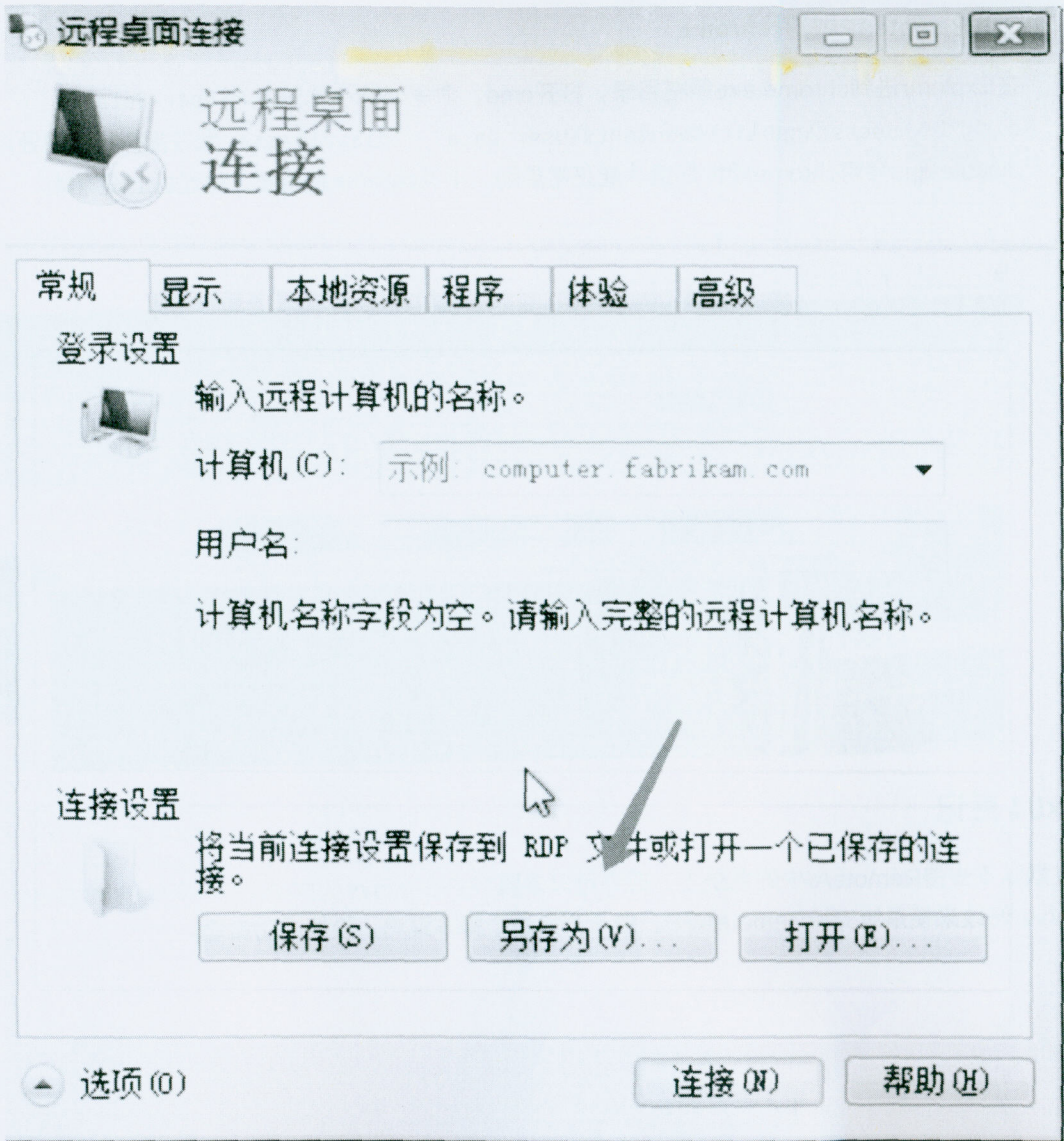 远程桌面连接
远程桌面
连接
常规
显示
本地资源
程序
体验
高级
登录设置
输入远程计算机的名称。
计算机(C):
示例: computer.fabrikam.com
用户名:
计算机名称字段为空。请输入完整的远程计算机名称。
连接设置
将当前连接设置保存到 RDP 文件或打开一个已保存的连
接。
保存(S)
另存为(V)...
打开(E)...
选项(O)
连接(N)
帮助(H)